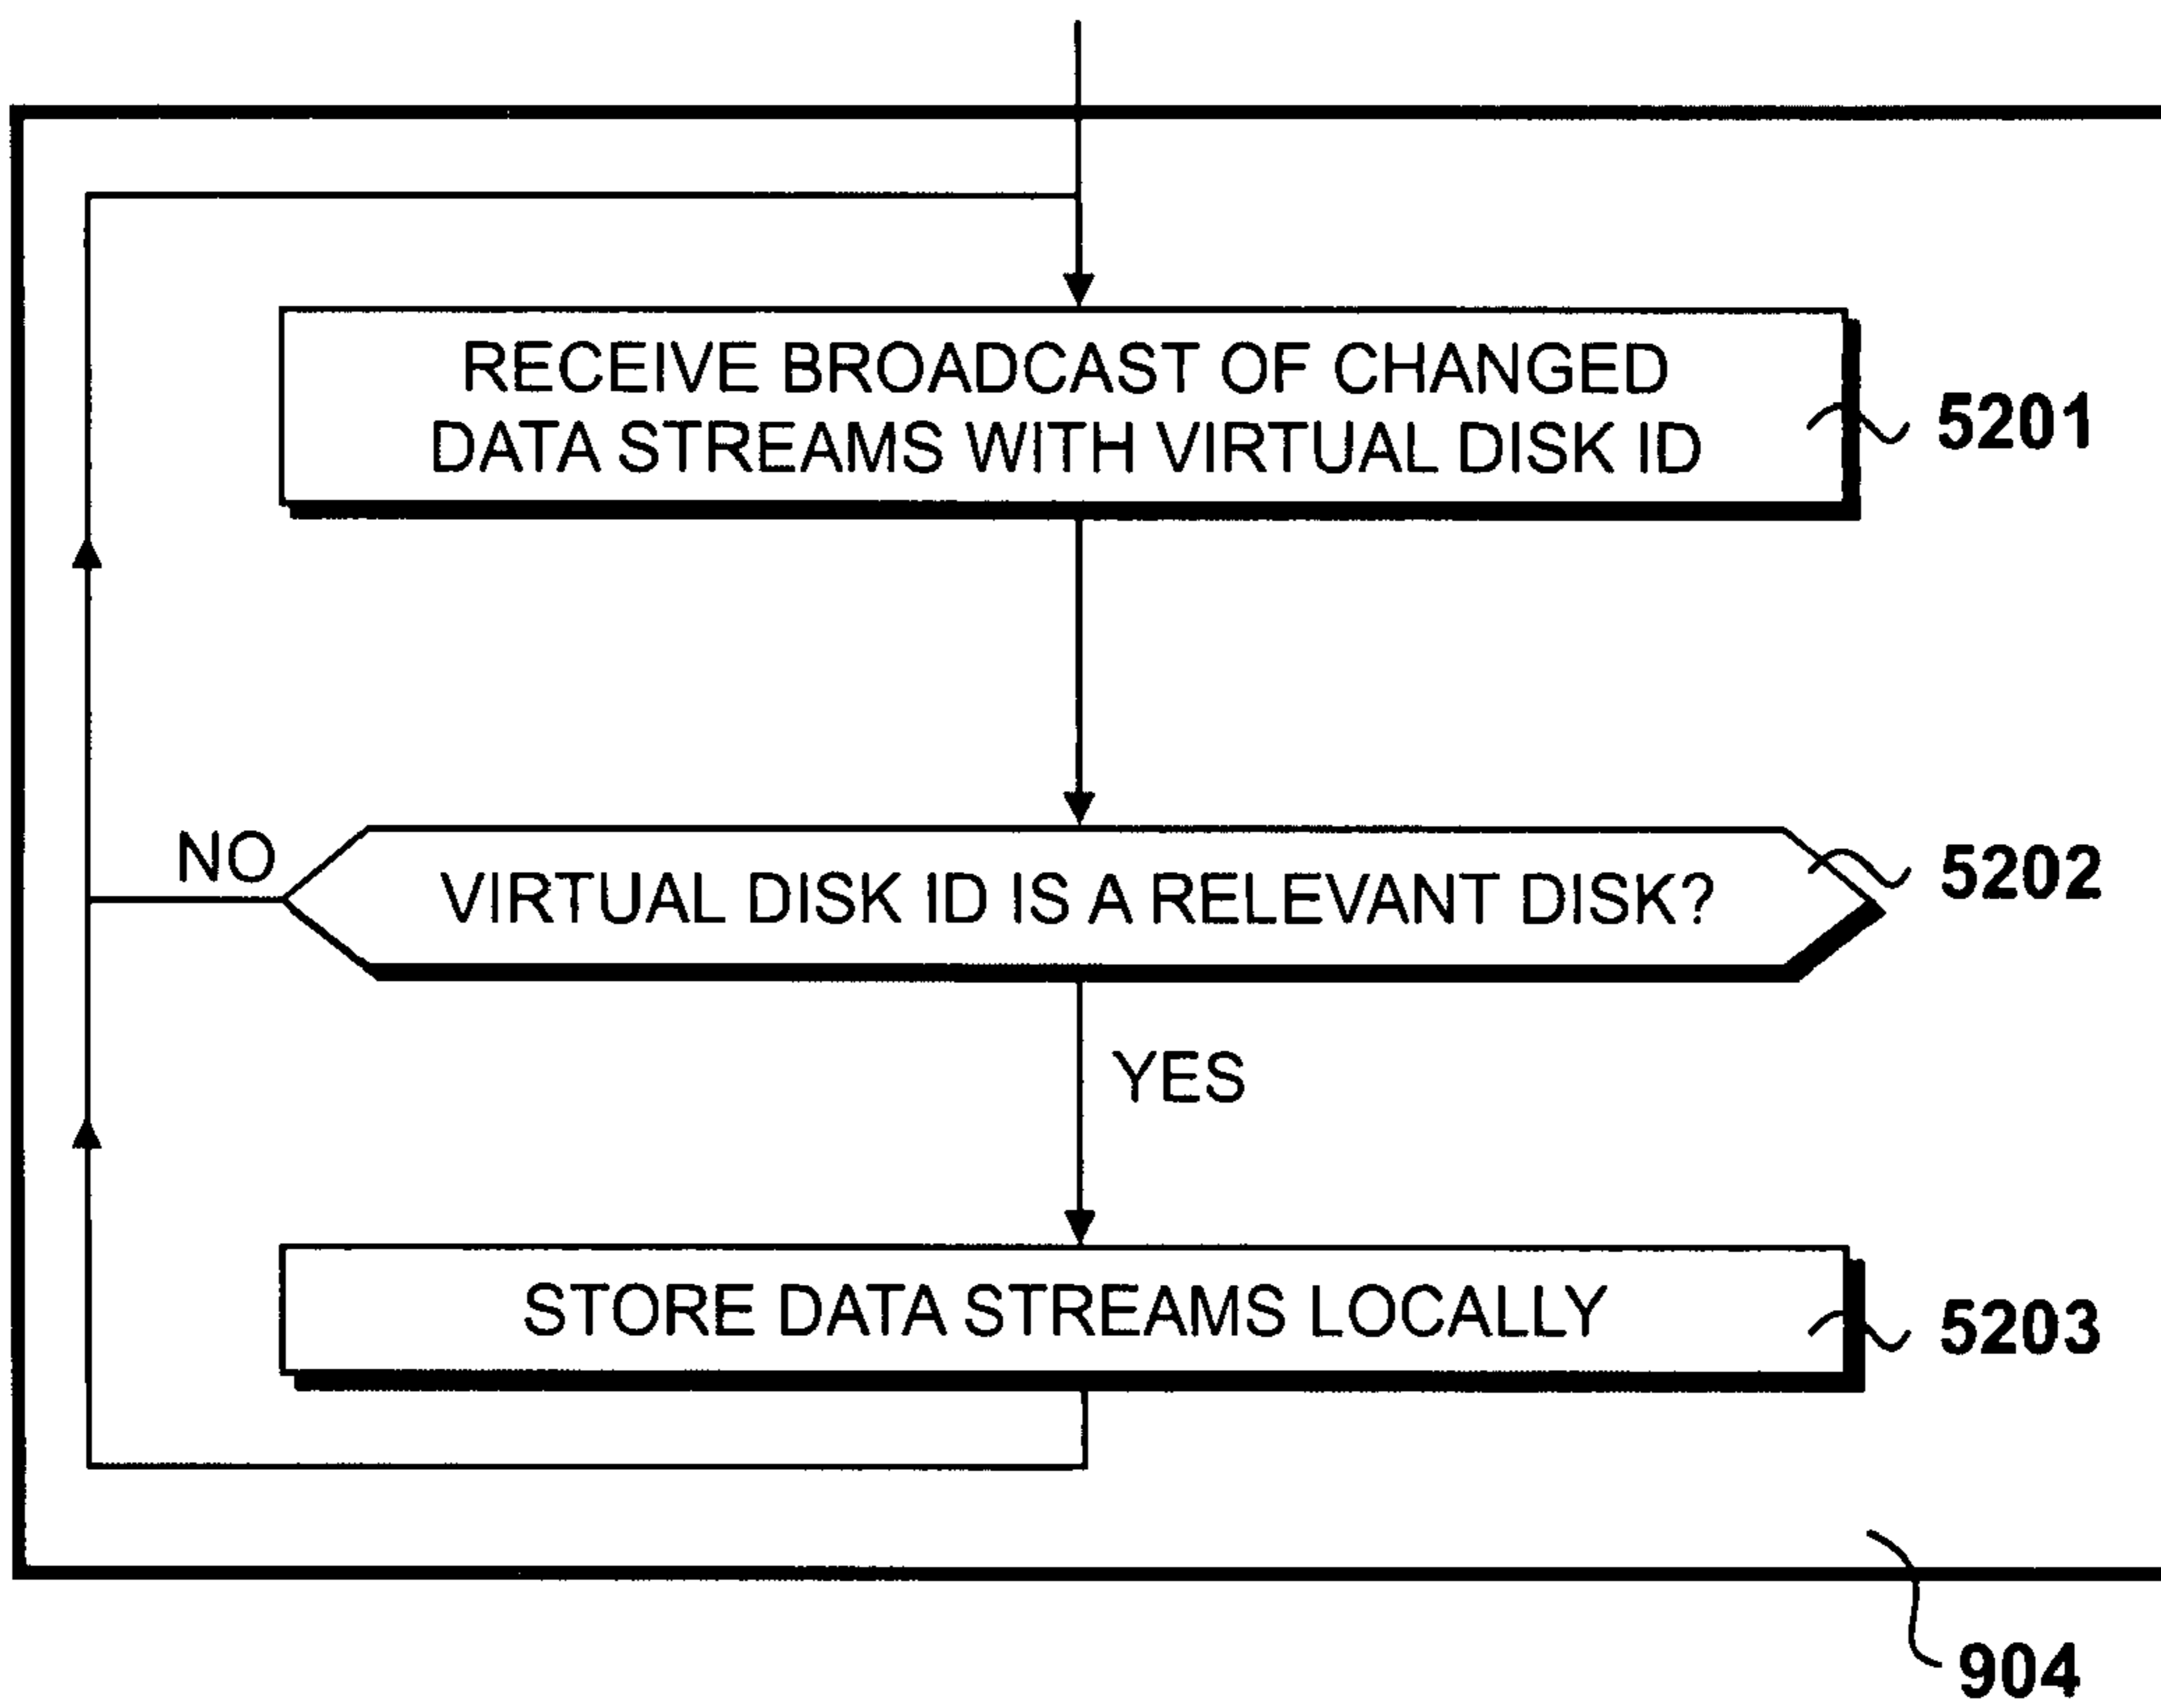 RECEIVE BROADCAST OF CHANGED
DATA STREAMS WITH VIRTUAL DISK ID
5201
NO
VIRTUAL DISK ID IS A RELEVANT DISK?
5202
YES
STORE DATA STREAMS LOCALLY
5203
904